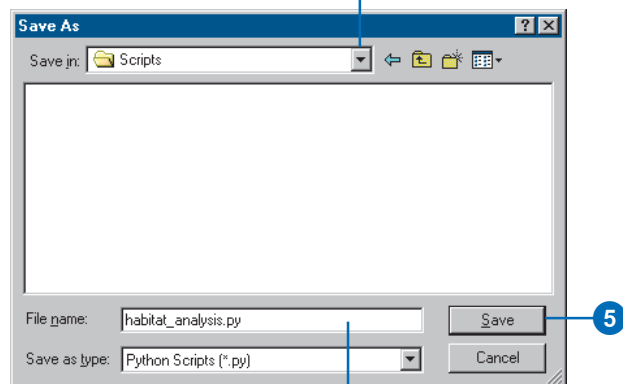 Save As
Save in: Scripts
File name: habitat_analysis.py
Save
5
Save as type: Python Scripts (*.py)
Cancel